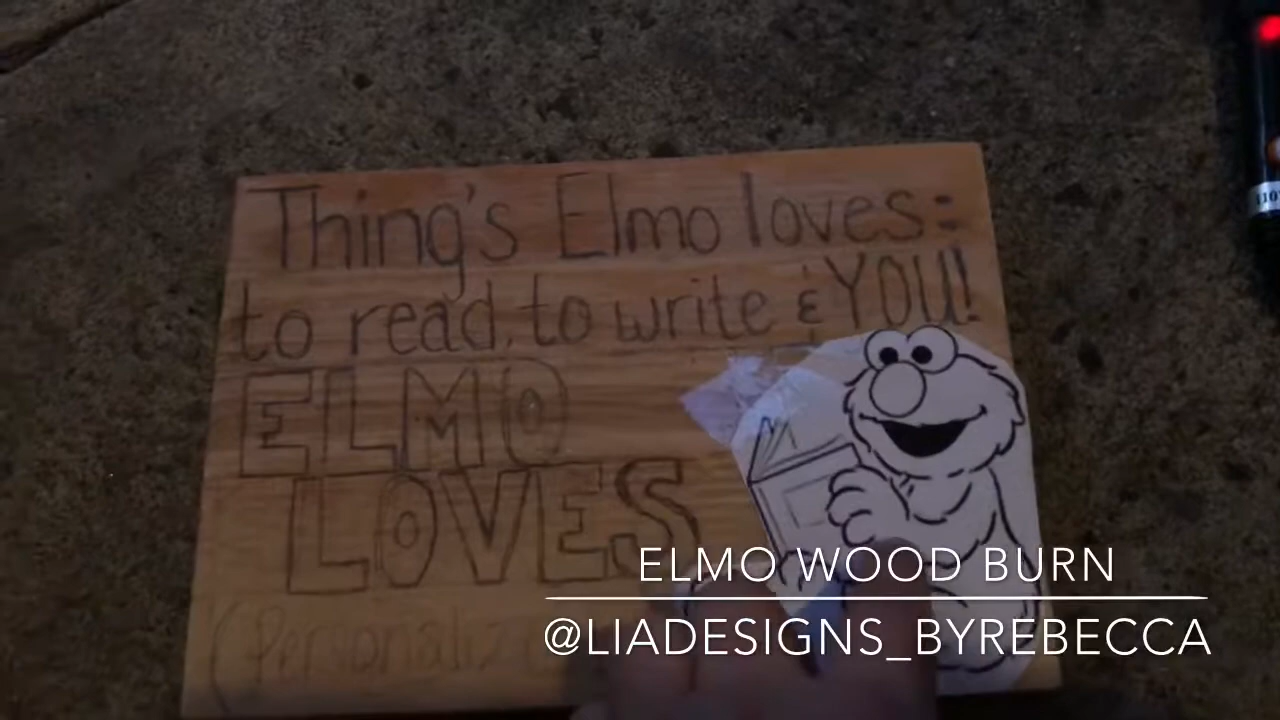 Thing's Elmo loves:
to read, to write & YOU!
ELMO
LOVES
ELMO WOOD BURN
@LIADESIGNS_BYREBECCA